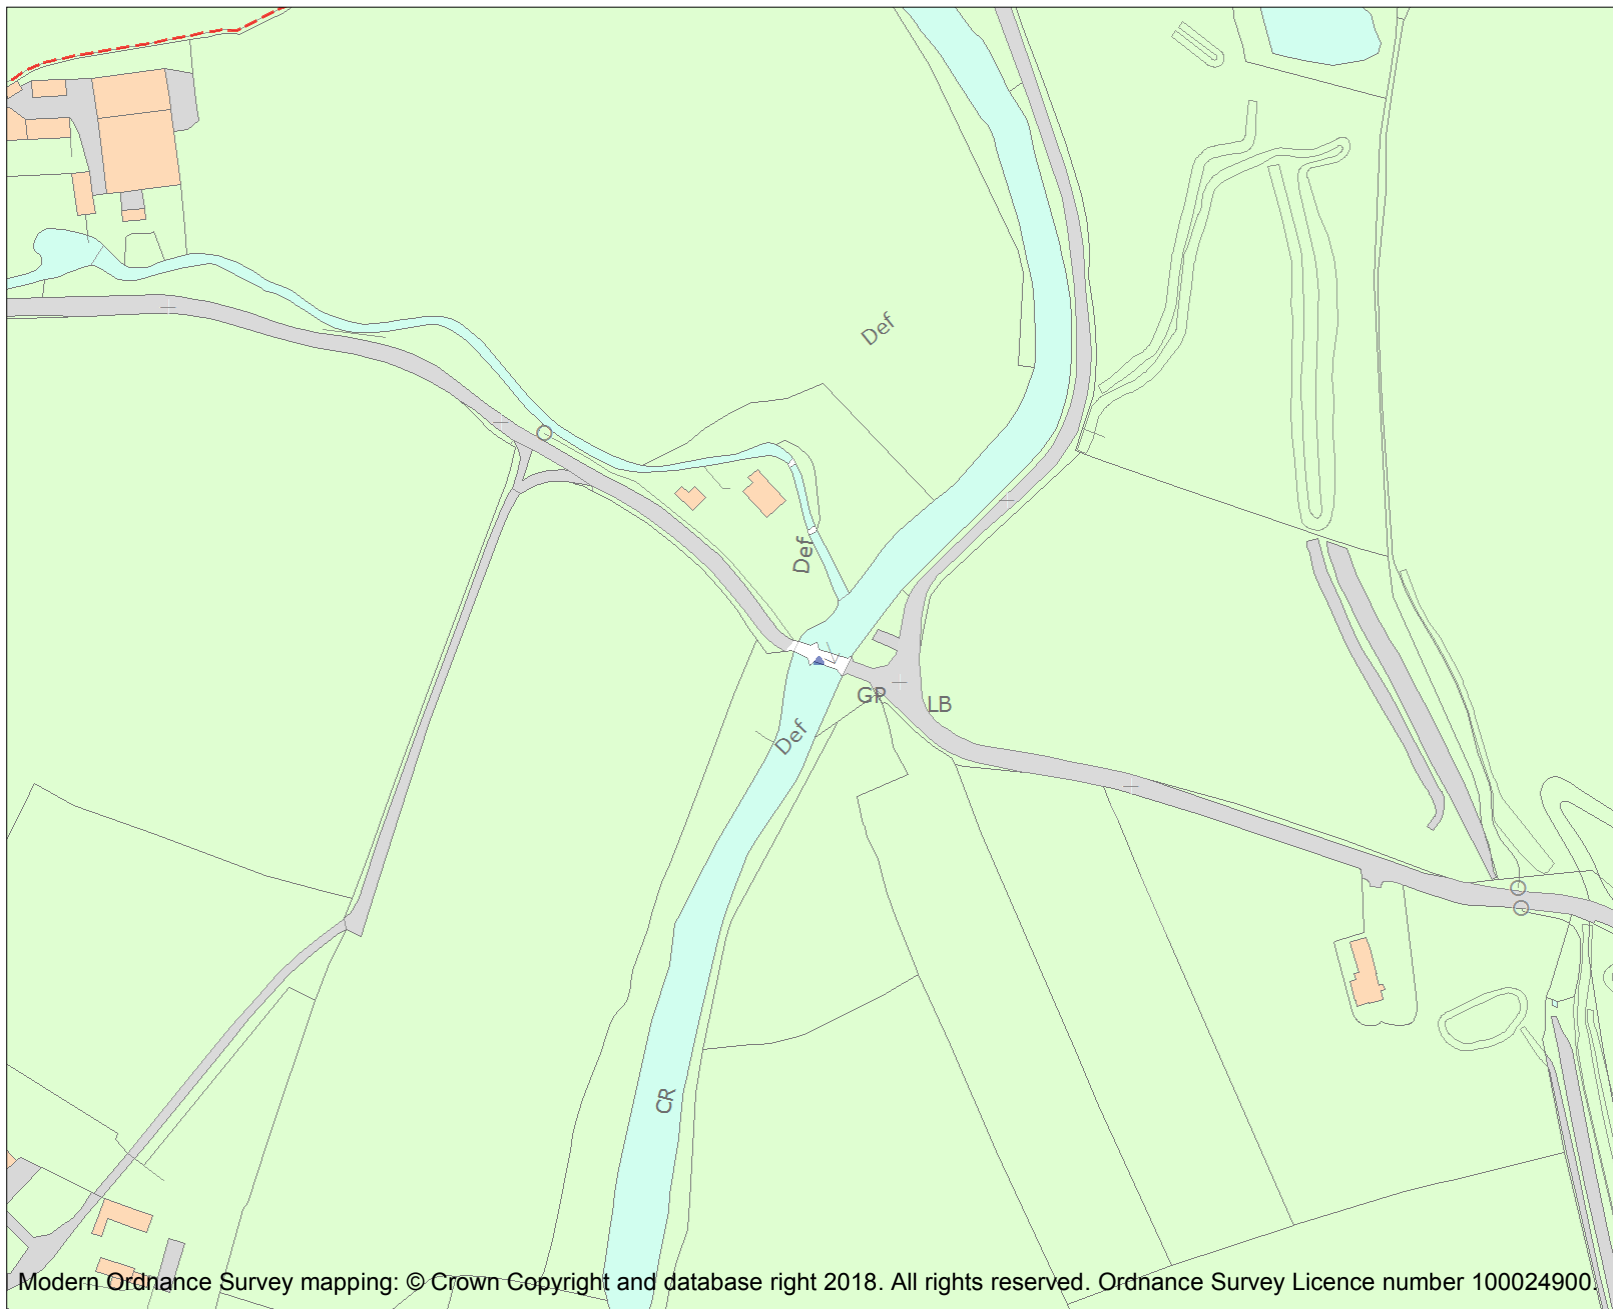 Def
Def
GP
LB
Def
CR
Modern Ordnance Survey mapping: © Crown Copyright and database right 2018. All rights reserved. Ordnance Survey Licence number 100024900.